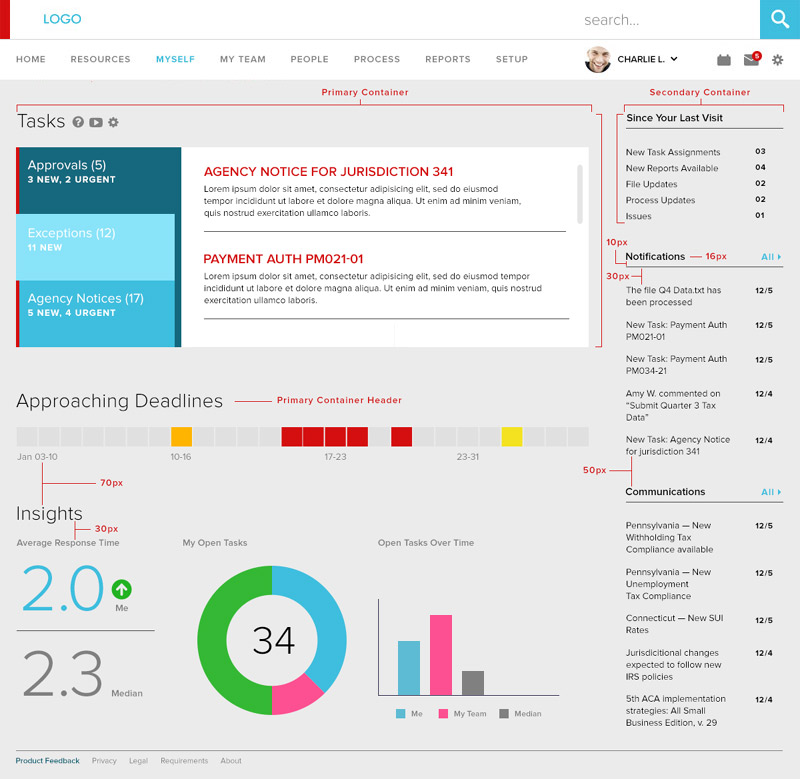 LOGO
search...
HOME RESOURCES MYSELF MY TEAM PEOPLE PROCESS REPORTS SETUP CHARLIE L. 5
Primary Container
Secondary Container
Tasks ?
Approvals (5)
3 NEW, 2 URGENT
Exceptions (12)
11 NEW
Agency Notices (17)
5 NEW, 4 URGENT
AGENCY NOTICE FOR JURISDICTION 341
Lorem ipsum dolor sit amet, consectetur adipisicing elit, sed do eiusmod
tempor incididunt ut labore et dolore magna aliqua. Ut enim ad minim veniam,
quis nostrud exercitation ullamco laboris.
PAYMENT AUTH PM021-01
Lorem ipsum dolor sit amet, consectetur adipisicing elit, sed do eiusmod tempor
incididunt ut labore et dolore magna aliqua. Ut enim ad minim veniam, quis nostrud
exercitation ullamco laboris.
Since Your Last Visit
New Task Assignments 03
New Reports Available 04
File Updates 02
Process Updates 02
Issues 01
10px
Notifications 16px All
30px
The file Q4 Data.txt has 12/5
been processed
New Task: Payment Auth 12/5
PM021-01
New Task: Payment Auth 12/5
PM034-21
Amy W. commented on 12/4
“Submit Quarter 3 Tax
Data”
New Task: Agency Notice 12/4
for jurisdiction 341
50px
Communications All
Pennsylvania — New 12/5
Withholding Tax
Compliance available
Pennsylvania — New 12/5
Unemployment
Tax Compliance
Connecticut — New SUI 12/5
Rates
Jurisdicitional changes 12/4
expected to follow new
IRS policies
5th ACA implementation 12/4
strategies: All Small
Business Edition, v. 29
Approaching Deadlines Primary Container Header
Jan 03-10 10-16 17-23 23-31
70px
Insights
30px
Average Response Time
2.0
Me
2.3 Median
My Open Tasks
34
Open Tasks Over Time
Me My Team Median
Product Feedback Privacy Legal Requirements About